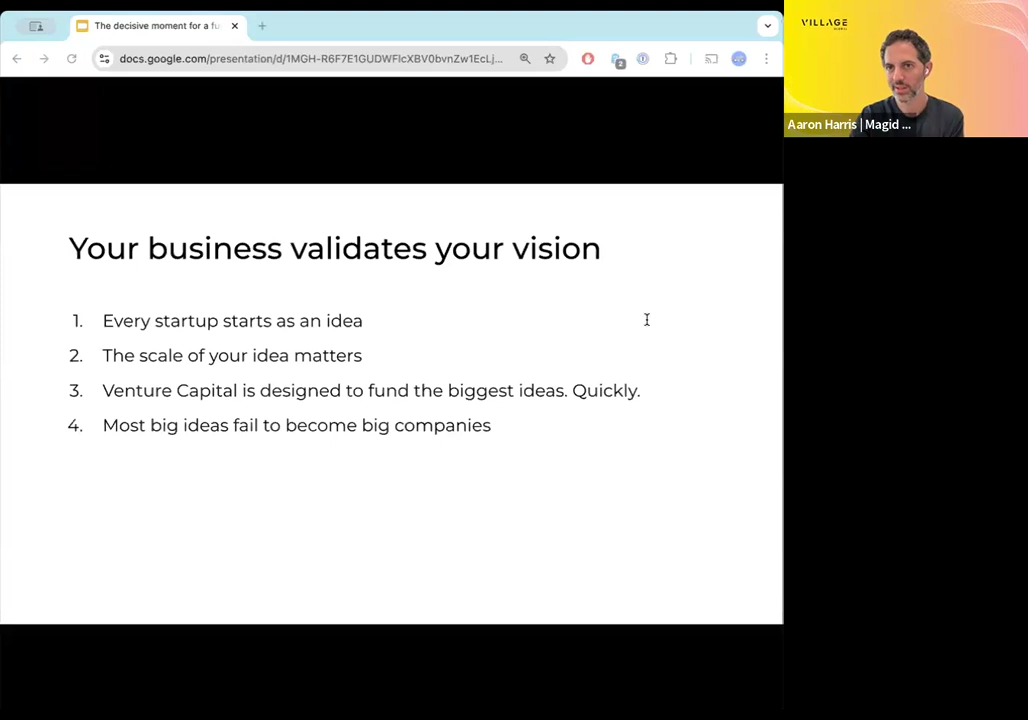 The decisive moment for a fu
docs.google.com/presentation/d/1MGH-R6F7E1GUDWFlcXBV0bvnZw1EcLj...
2
VILLAGE
GLOBAL
Aaron Harris | Magid ...
Your business validates your vision
1. Every startup starts as an idea
2. The scale of your idea matters
3. Venture Capital is designed to fund the biggest ideas. Quickly.
4. Most big ideas fail to become big companies